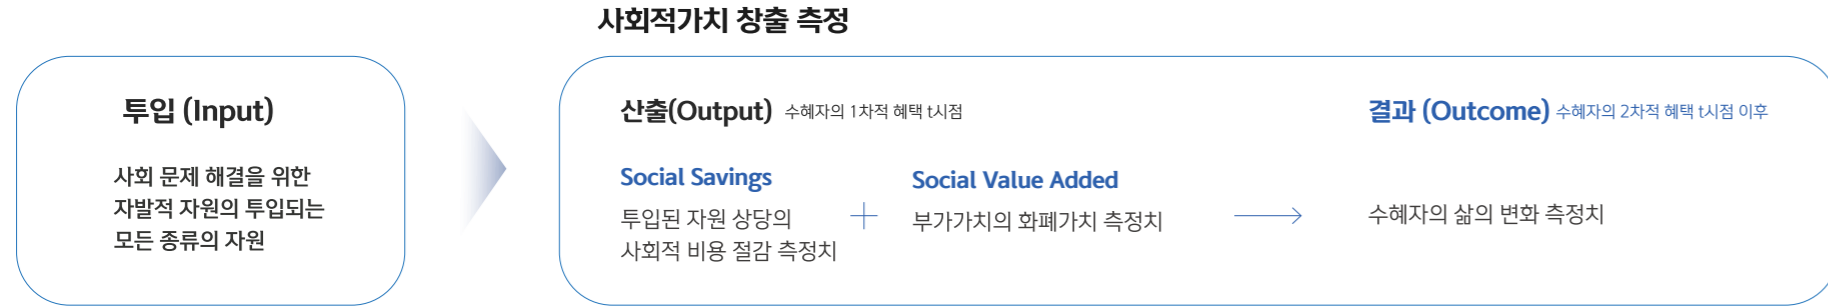 사회적가치 창출 측정
투입 (Input)
사회 문제 해결을 위한
자발적 자원의 투입되는
모든 종류의 자원
산출(Output) 수혜자의 1차적 혜택 t시점
Social Savings
투입된 자원 상당의
사회적 비용 절감 측정치
+
Social Value Added
부가가치의 화폐가치 측정치
결과 (Outcome) 수혜자의 2차적 혜택 t시점 이후
수혜자의 삶의 변화 측정치